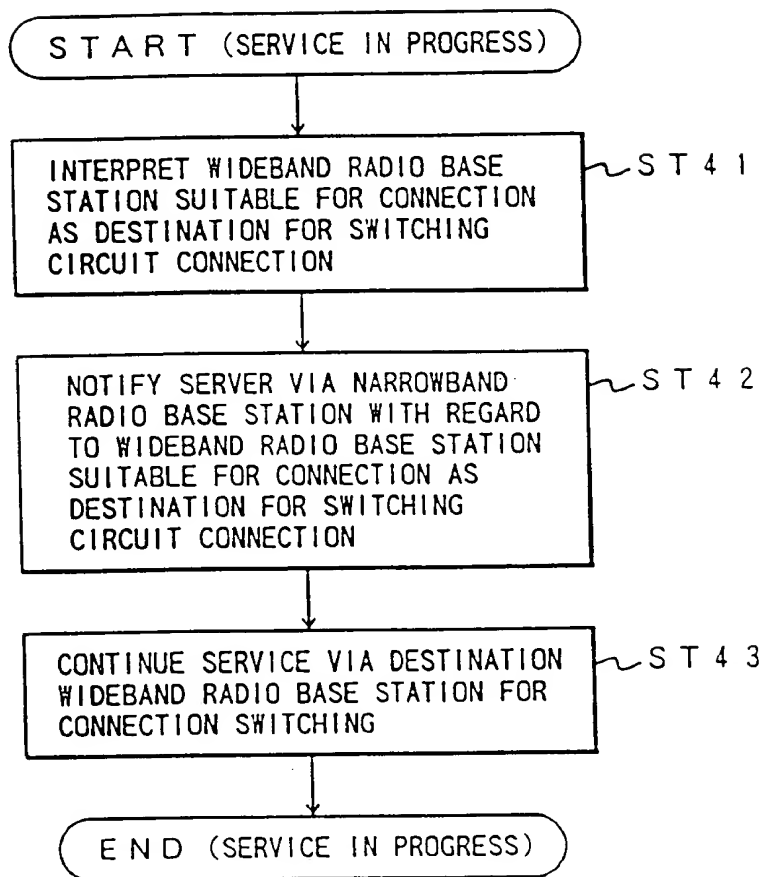 START (SERVICE IN PROGRESS)
INTERPRET WIDEBAND RADIO BASE
STATION SUITABLE FOR CONNECTION
AS DESTINATION FOR SWITCHING
CIRCUIT CONNECTION
ST41
NOTIFY SERVER VIA NARROWBAND
RADIO BASE STATION WITH REGARD
TO WIDEBAND RADIO BASE STATION
SUITABLE FOR CONNECTION AS
DESTINATION FOR SWITCHING
CIRCUIT CONNECTION
ST42
CONTINUE SERVICE VIA DESTINATION
WIDEBAND RADIO BASE STATION FOR
CONNECTION SWITCHING
ST43
END (SERVICE IN PROGRESS)